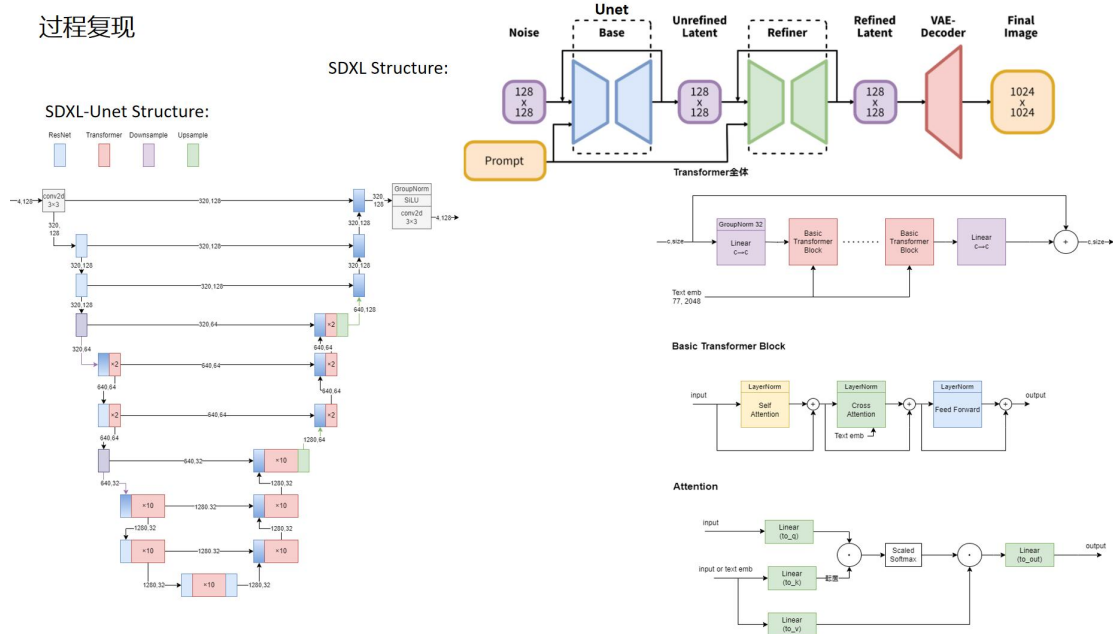 过程复现
SDXL Structure:
Noise
Unet
Base
Unrefined
Latent
Refiner
Refined
Latent
VAE-
Decoder
Final
Image
128
x
128
128
x
128
128
x
128
1024
x
1024
Prompt
SDXL-Unet Structure:
ResNet
Transformer
Downsample
Upsample
4,128
conv2d
3×3
320,128
320,
128
GroupNorm
SiLU
conv2d
3×3
4,128
320,
128
320,128
320,128
320,128
320,128
320,128
320,128
320,128
640,128
320,64
×2
320,64
640,64
×2
640,64
×2
640,64
640,64
×2
640,64
×2
640,64
1280,64
640,32
×10
640,32
1280,32
×10
1280,32
×10
1280,32
1280,32
×10
1280,32
×10
1280,32
×10
1280,32
Transformer全体
c,size
GroupNorm 32
Linear
c→c
Basic
Transformer
Block
Basic
Transformer
Block
Linear
c→c
+
c,size
Text emb
77, 2048
Basic Transformer Block
input
LayerNorm
Self
Attention
+
LayerNorm
Cross
Attention
Text emb
+
LayerNorm
Feed Forward
+
output
Attention
input
Linear
(to_q)
Scaled
Softmax
Linear
(to_out)
output
input or text emb
Linear
(to_k)
転置
Linear
(to_v)